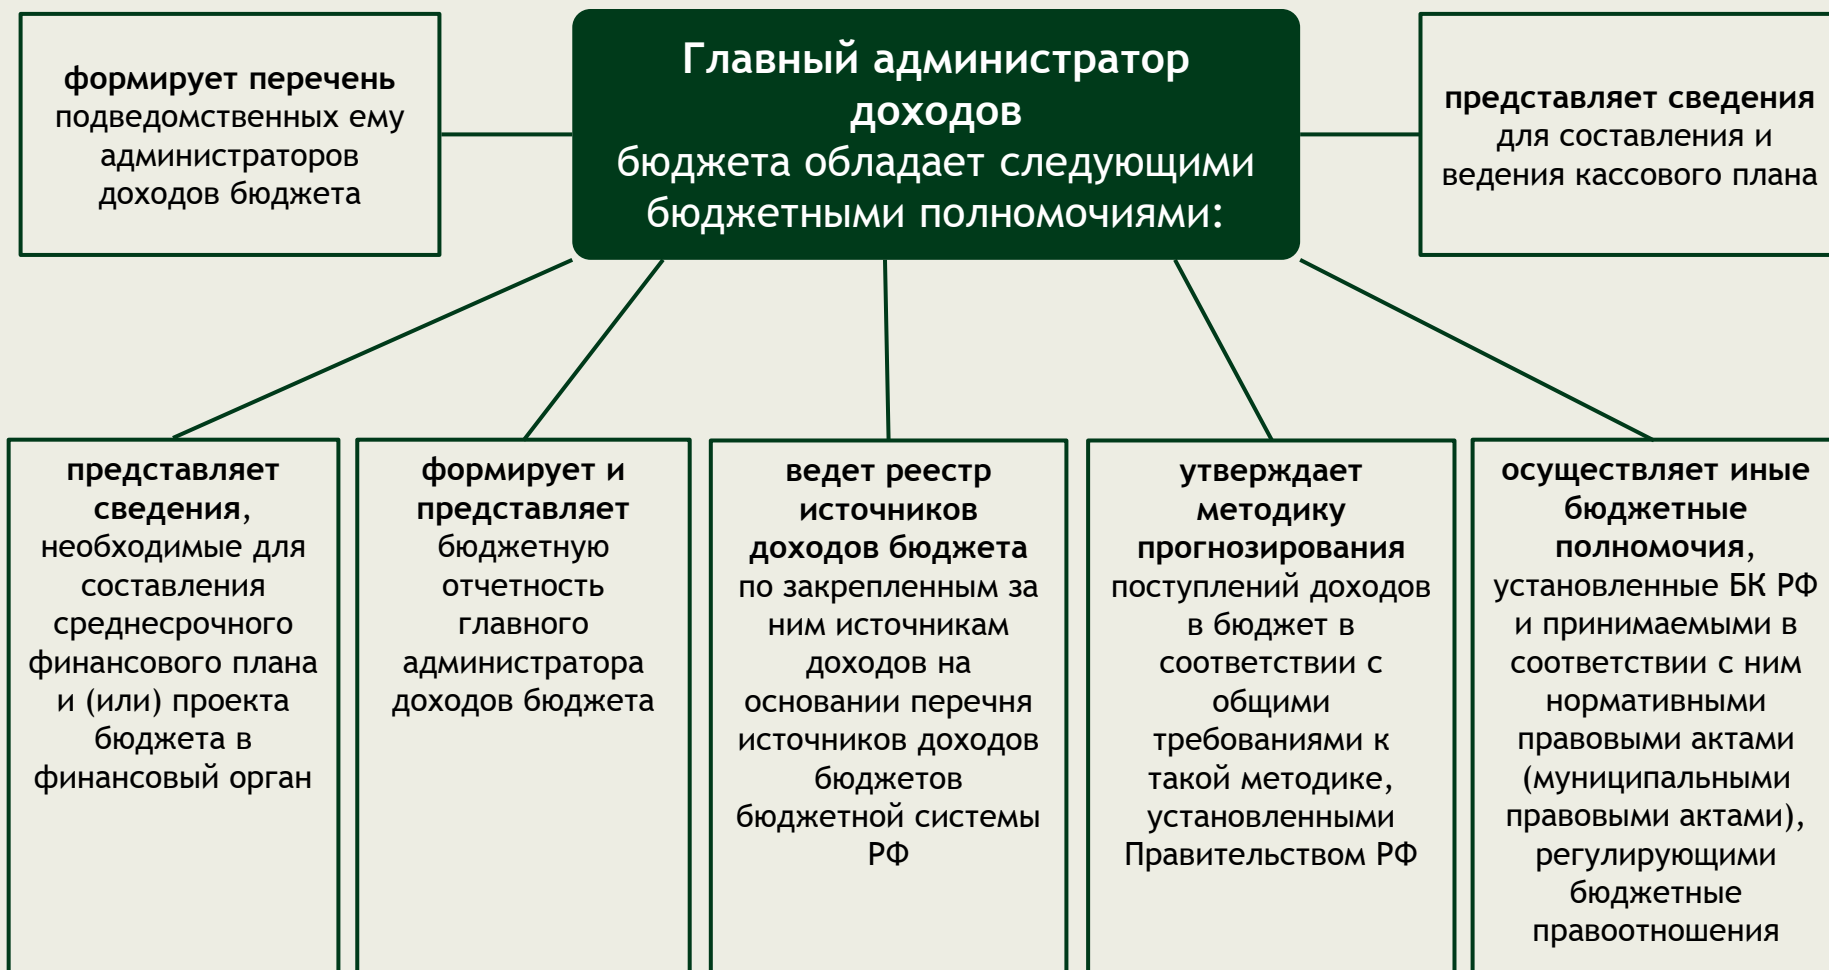 формирует перечень
подведомственных ему
администраторов
доходов бюджета
Главный администратор
доходов
бюджета обладает следующими
бюджетными полномочиями:
представляет сведения
для составления и
ведения кассового плана
представляет
сведения,
необходимые для
составления
среднесрочного
финансового плана
и (или) проекта
бюджета в
финансовый орган
формирует и
представляет
бюджетную
отчетность
главного
администратора
доходов бюджета
ведет реестр
источников
доходов бюджета
по закрепленным за
ним источникам
доходов на
основании перечня
источников доходов
бюджетов
бюджетной системы
РФ
утверждает
методику
прогнозирования
поступлений доходов
в бюджет в
соответствии с
общими
требованиями к
такой методике,
установленными
Правительством РФ
осуществляет иные
бюджетные
полномочия,
установленные БК РФ
и принимаемыми в
соответствии с ним
нормативными
правовыми актами
(муниципальными
правовыми актами),
регулирующими
бюджетные
правоотношения